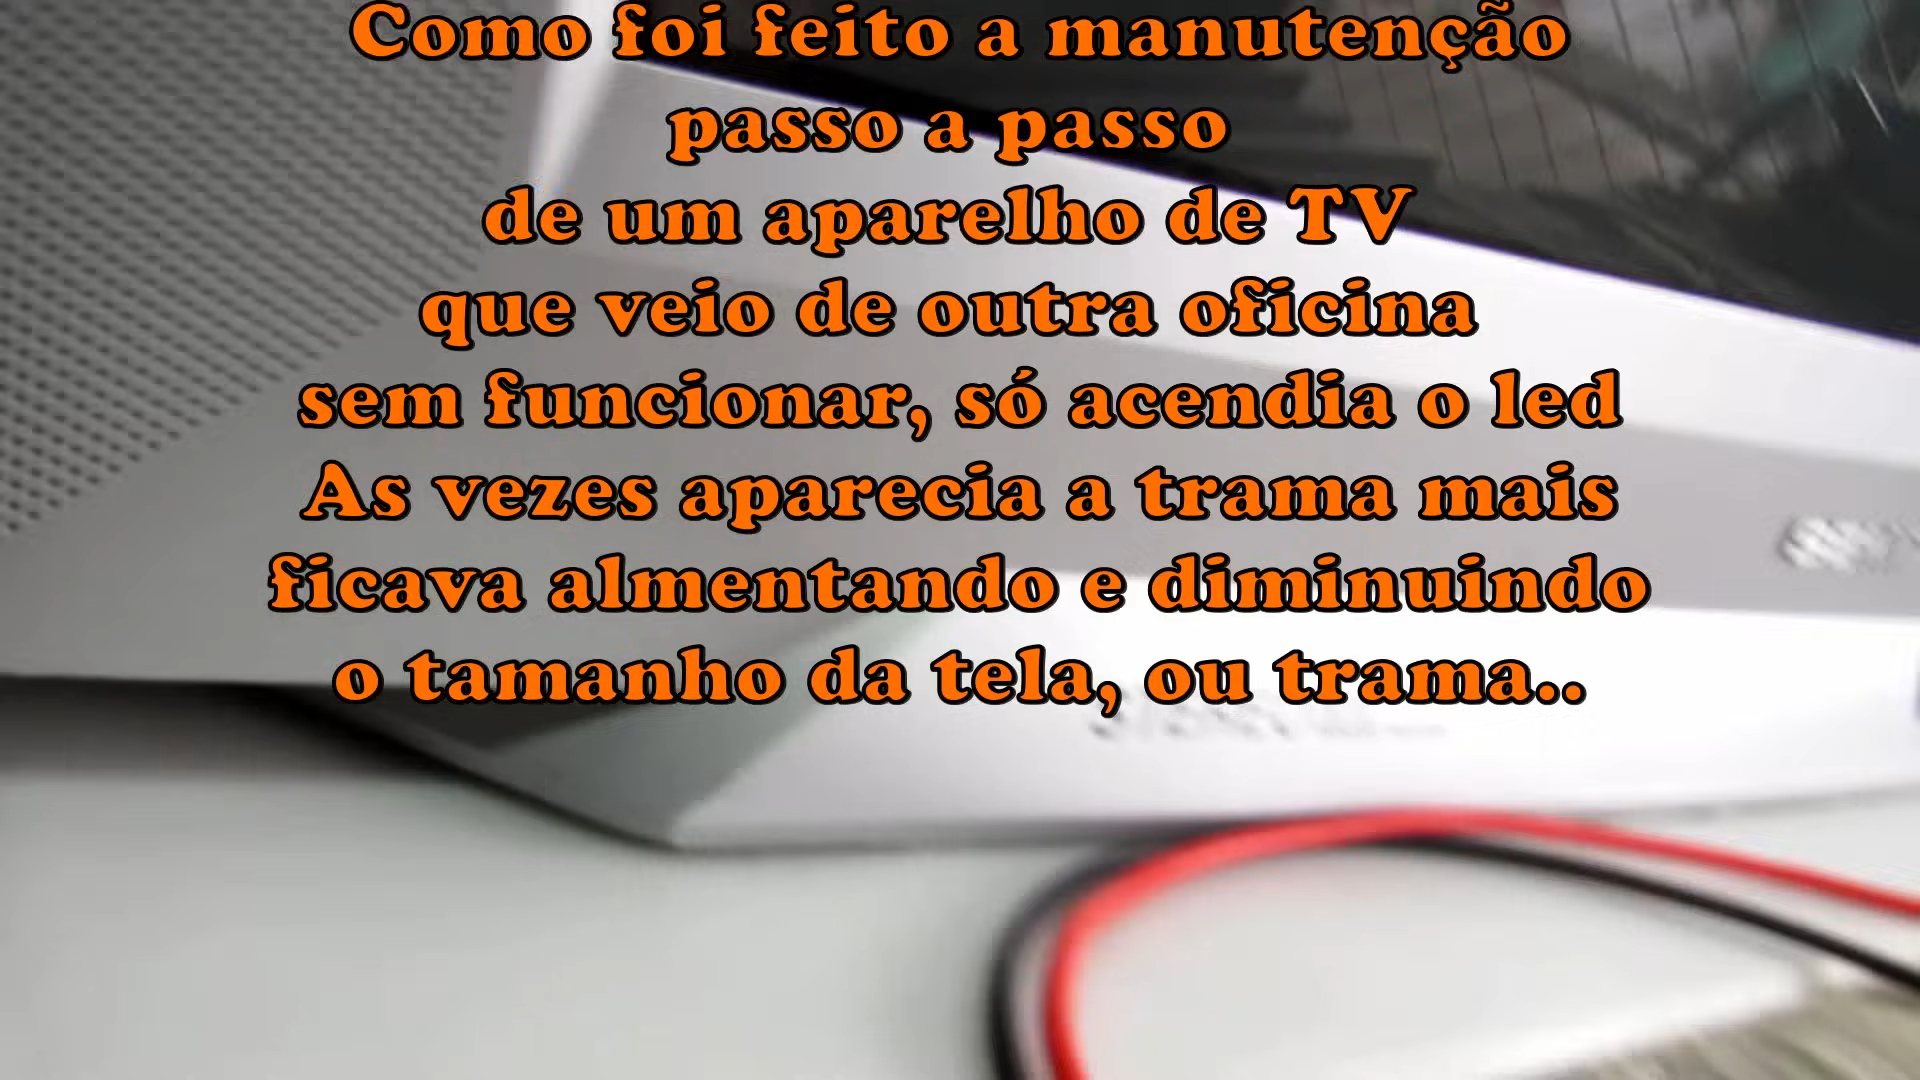 Como foi feito a manutenção
passo a passo
de um aparelho de TV
que veio de outra oficina
sem funcionar, só acendia o led
As vezes aparecia a trama mais
ficava almentando e diminuindo
o tamanho da tela, ou trama..